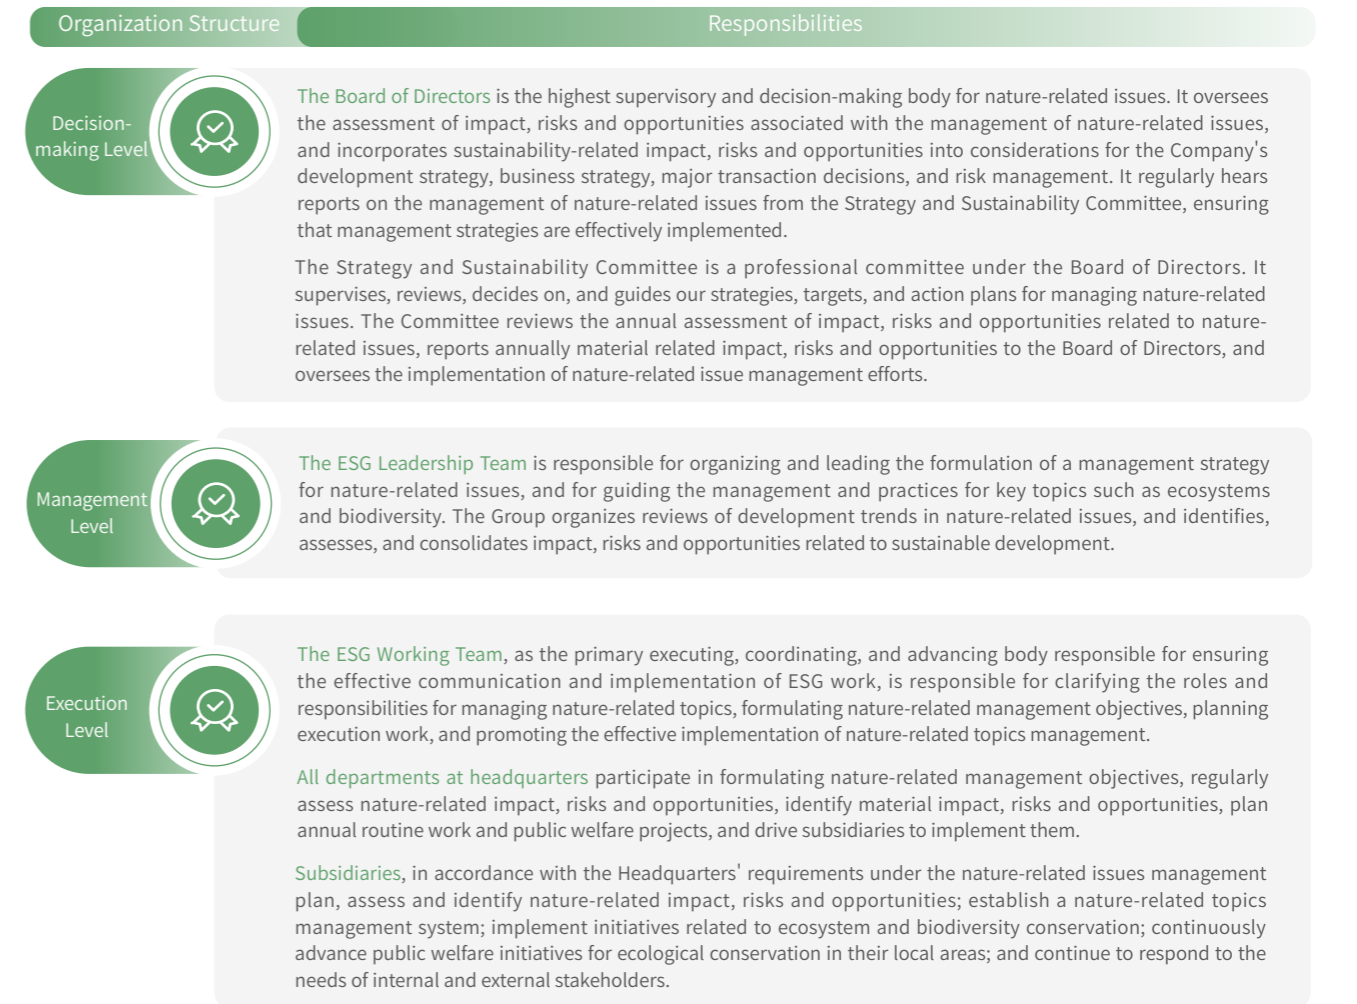 Organization Structure
Responsibilities
Decision-
making Level
The Board of Directors is the highest supervisory and decision-making body for nature-related issues. It oversees
the assessment of impact, risks and opportunities associated with the management of nature-related issues,
and incorporates sustainability-related impact, risks and opportunities into considerations for the Company's
development strategy, business strategy, major transaction decisions, and risk management. It regularly hears
reports on the management of nature-related issues from the Strategy and Sustainability Committee, ensuring
that management strategies are effectively implemented.
The Strategy and Sustainability Committee is a professional committee under the Board of Directors. It
supervises, reviews, decides on, and guides our strategies, targets, and action plans for managing nature-related
issues. The Committee reviews the annual assessment of impact, risks and opportunities related to nature-
related issues, reports annually material related impact, risks and opportunities to the Board of Directors, and
oversees the implementation of nature-related issue management efforts.
Management
Level
The ESG Leadership Team is responsible for organizing and leading the formulation of a management strategy
for nature-related issues, and for guiding the management and practices for key topics such as ecosystems
and biodiversity. The Group organizes reviews of development trends in nature-related issues, and identifies,
assesses, and consolidates impact, risks and opportunities related to sustainable development.
Execution
Level
The ESG Working Team, as the primary executing, coordinating, and advancing body responsible for ensuring
the effective communication and implementation of ESG work, is responsible for clarifying the roles and
responsibilities for managing nature-related topics, formulating nature-related management objectives, planning
execution work, and promoting the effective implementation of nature-related topics management.
All departments at headquarters participate in formulating nature-related management objectives, regularly
assess nature-related impact, risks and opportunities, identify material impact, risks and opportunities, plan
annual routine work and public welfare projects, and drive subsidiaries to implement them.
Subsidiaries, in accordance with the Headquarters' requirements under the nature-related issues management
plan, assess and identify nature-related impact, risks and opportunities; establish a nature-related topics
management system; implement initiatives related to ecosystem and biodiversity conservation; continuously
advance public welfare initiatives for ecological conservation in their local areas; and continue to respond to the
needs of internal and external stakeholders.